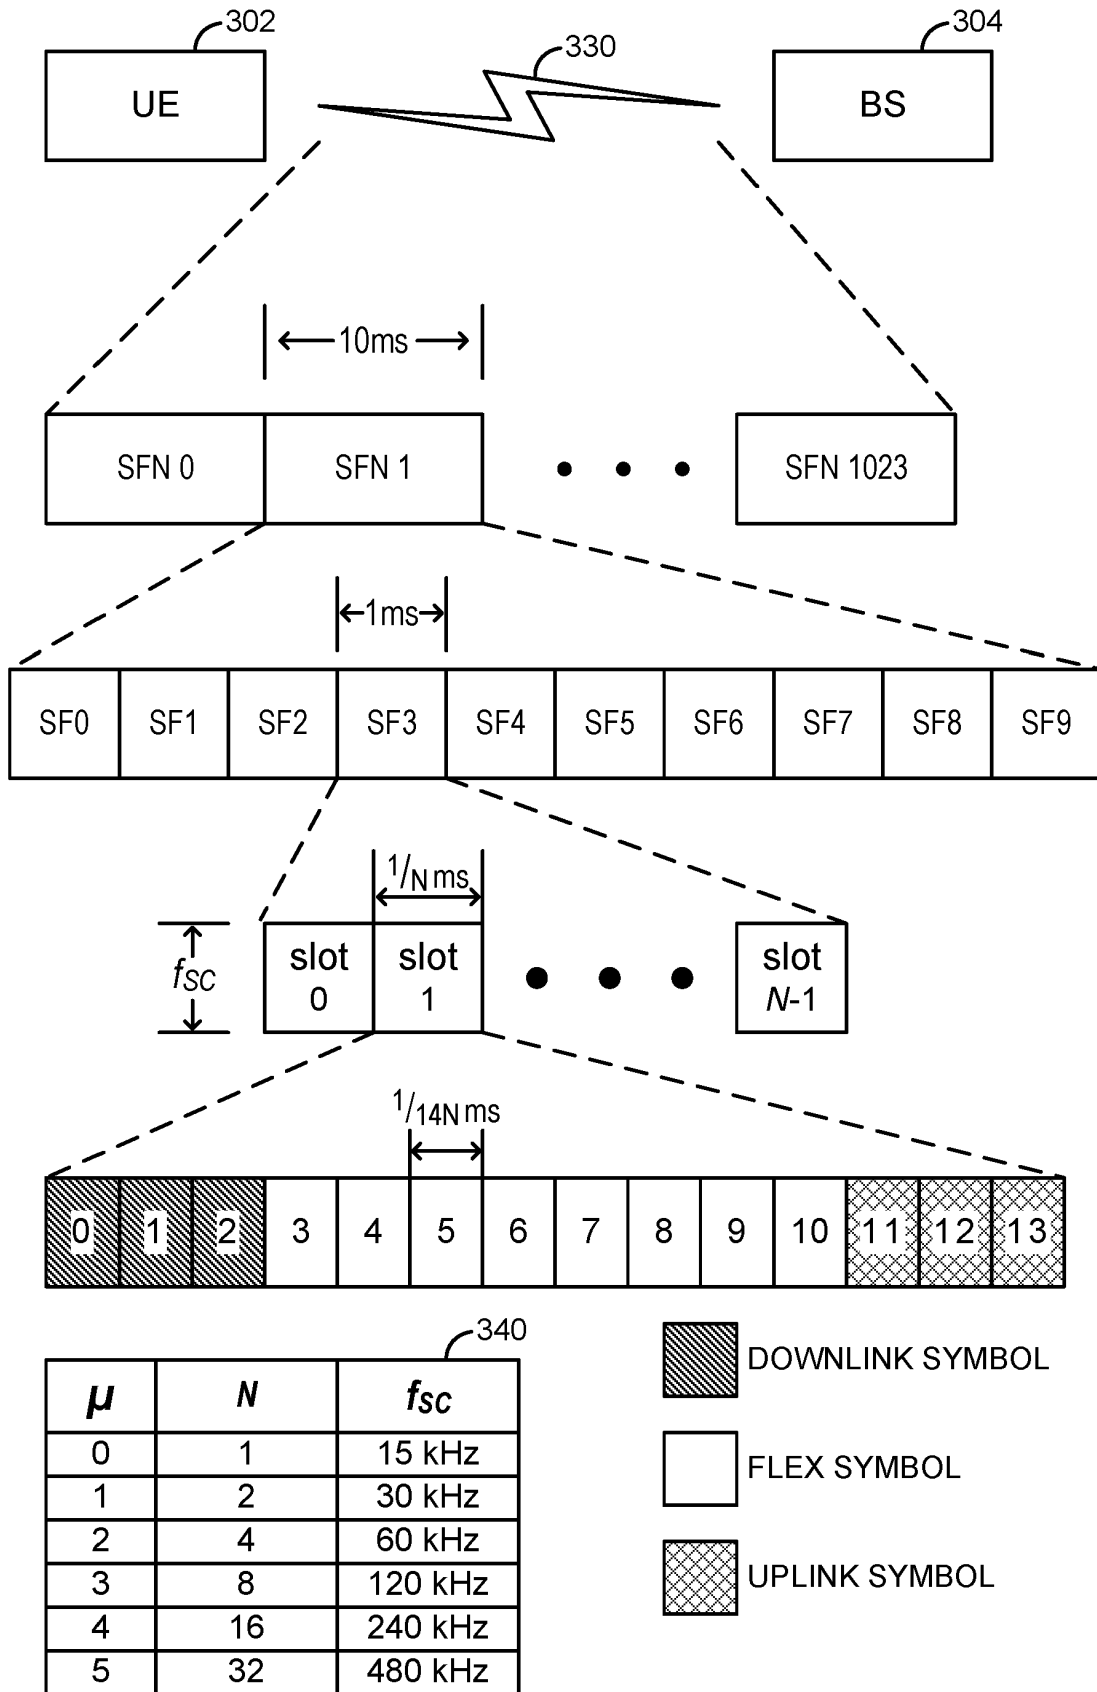 302
304
330
UE
BS
10ms
SFN 0
SFN 1
SFN 1023
1ms
SF0 SF1 SF2 SF3 SF4 SF5 SF6 SF7 SF8 SF9
1/N ms
fSC
slot 0
slot 1
slot N-1
1/14N ms
0 1 2 3 4 5 6 7 8 9 10 11 12 13
340
μ N fSC
0 1 15 kHz
1 2 30 kHz
2 4 60 kHz
3 8 120 kHz
4 16 240 kHz
5 32 480 kHz
DOWNLINK SYMBOL
FLEX SYMBOL
UPLINK SYMBOL